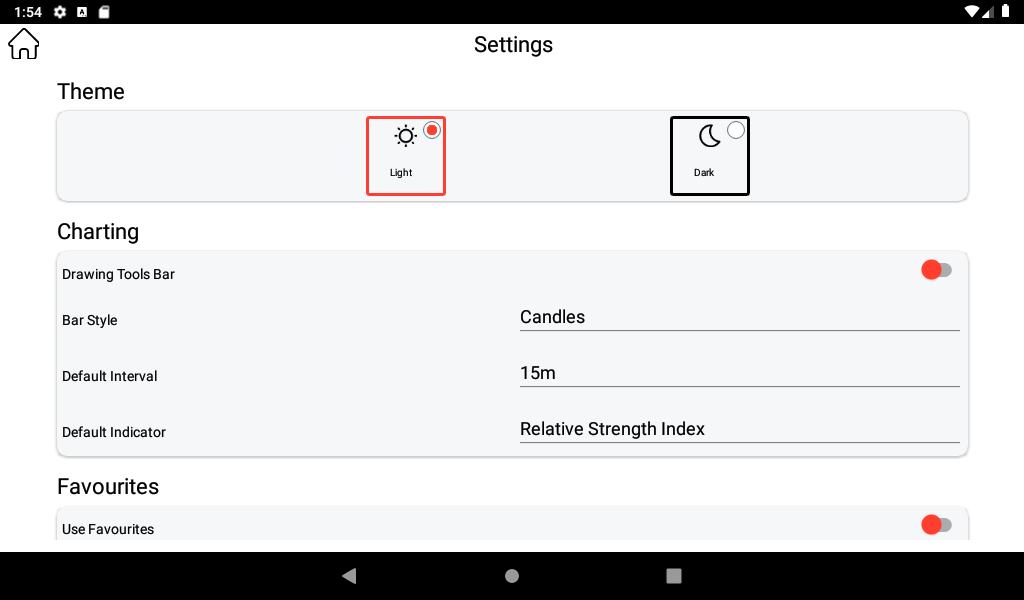 1:54
Settings
Theme
Light
Dark
Charting
Drawing Tools Bar
Bar Style
Candles
Default Interval
15m
Default Indicator
Relative Strength Index
Favourites
Use Favourites